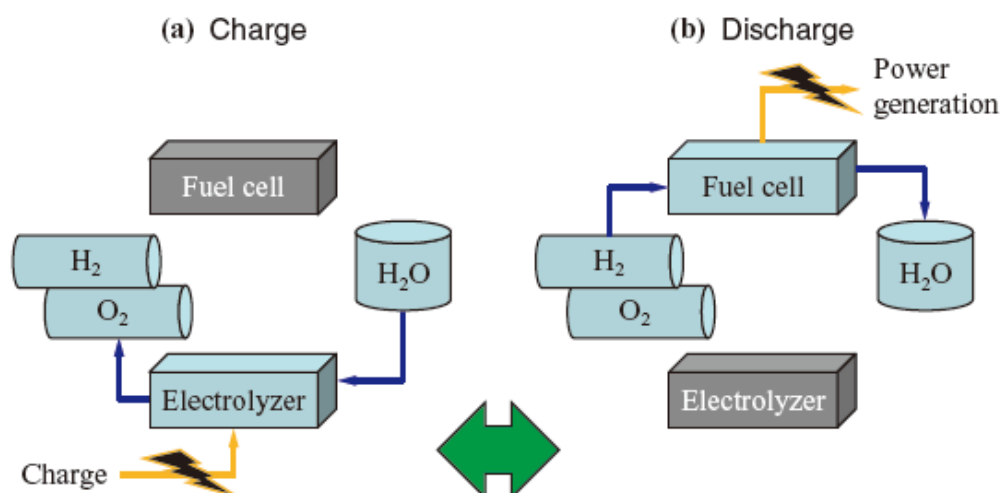 (a) Charge
Fuel cell
H₂
O₂
H₂O
Electrolyzer
Charge
(b) Discharge
Power
generation
Fuel cell
H₂
O₂
H₂O
Electrolyzer